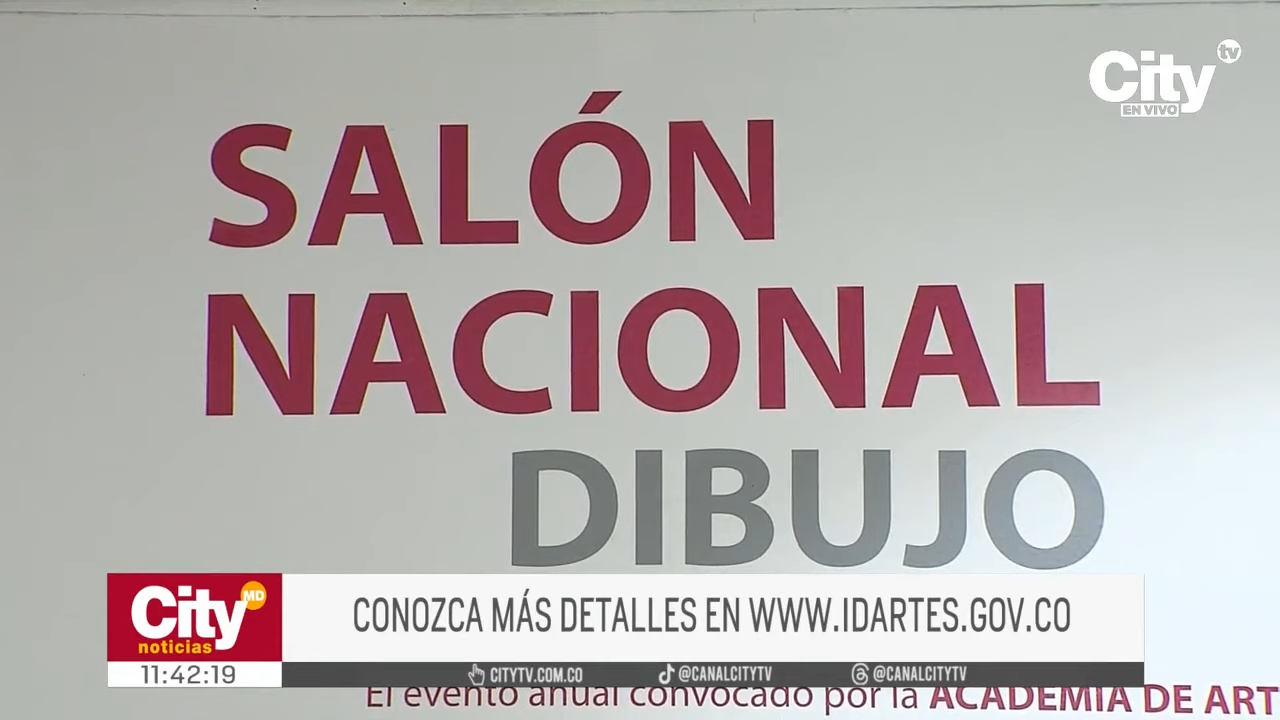 City tv
EN VIVO
SALÓN
NACIONAL
DIBUJO
City MD
noticias
CONOZCA MÁS DETALLES EN WWW.IDARTES.GOV.CO
11:42:19
CITYTV.COM.CO @CANALCITYTV @CANALCITYTV
El evento anual convocado por la ACADEMIA DE ART